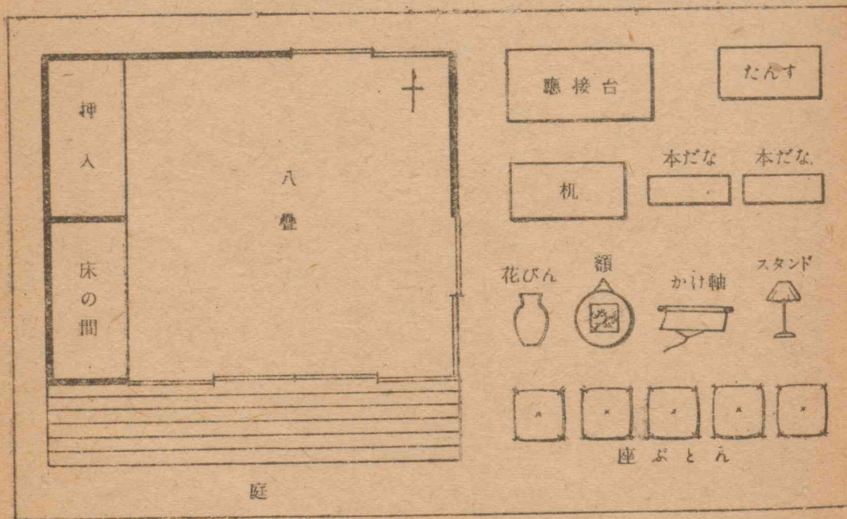 押入
床の間
八疊
庭
應接台
たんす
机
本だな
本だな
花びん
額
かけ軸
スタンド
座ぶとん